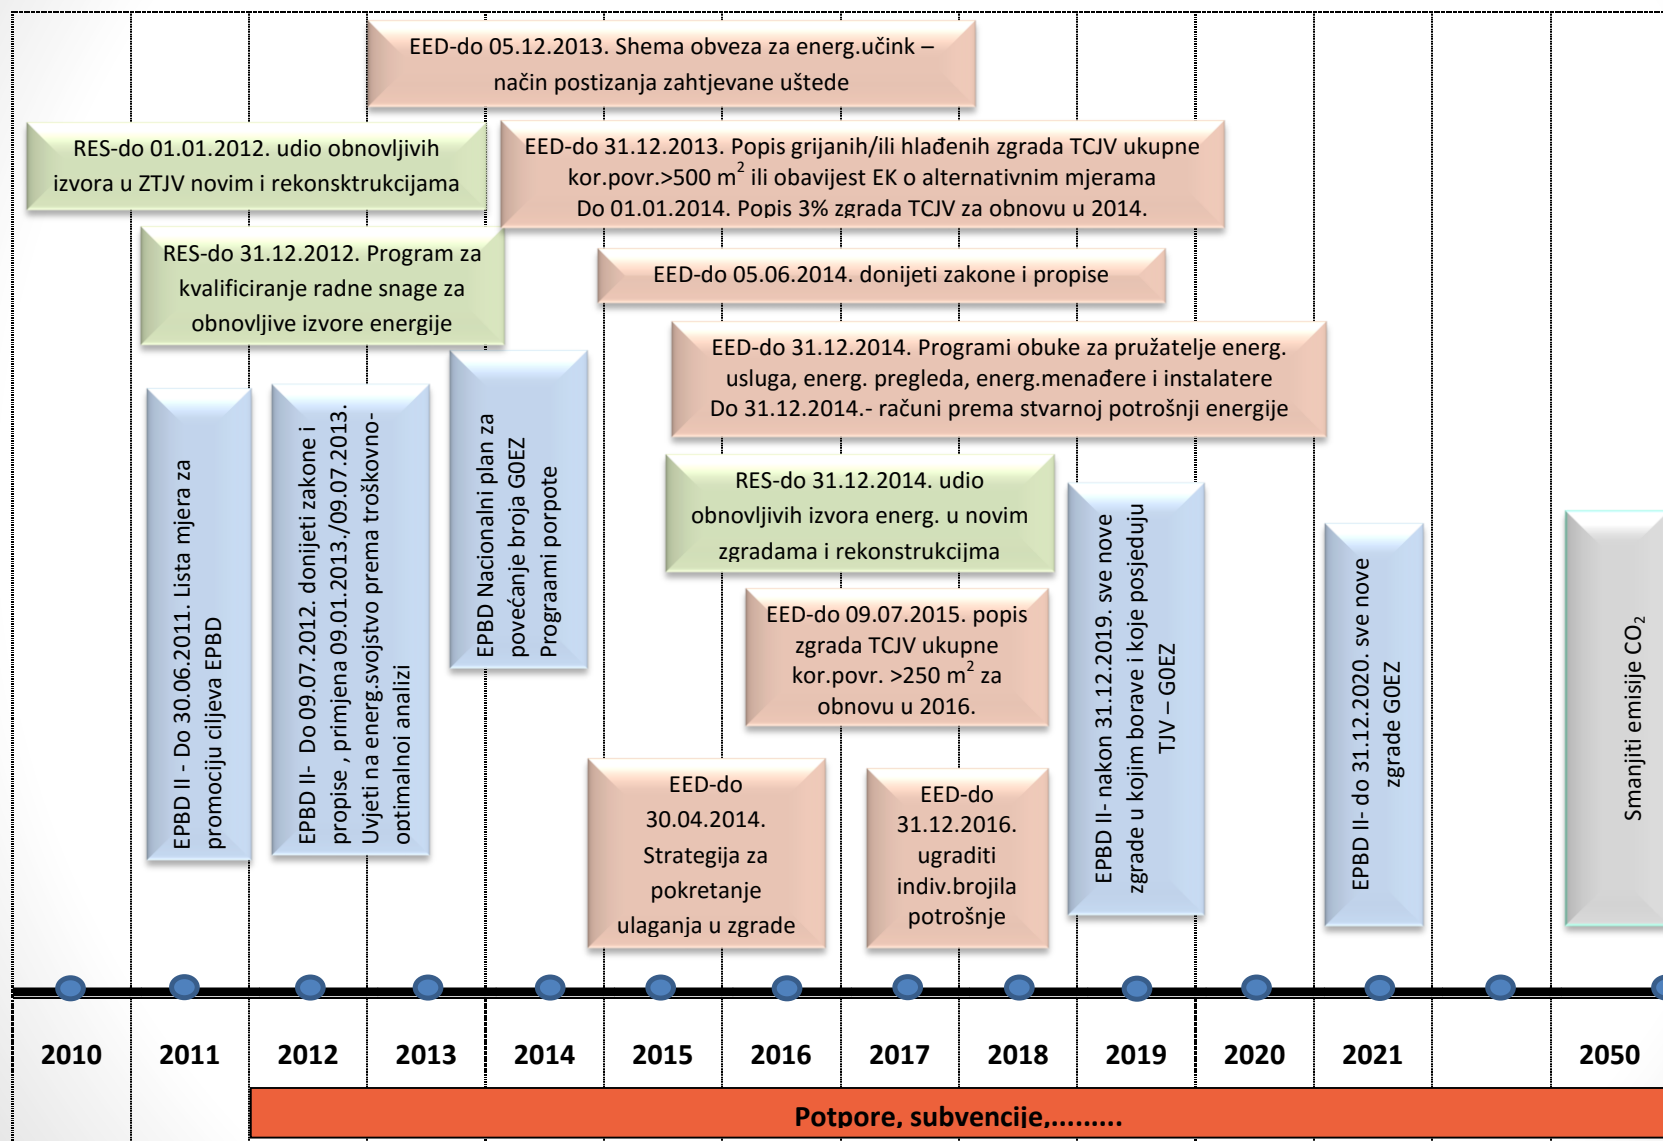 EED-do 05.12.2013. Shema obveza za energ.učink –
način postizanja zahtjevane uštede
RES-do 01.01.2012. udio obnovljivih
izvora u ZTJV novim i rekonsktrukcijama
EED-do 31.12.2013. Popis grijanih/ili hlađenih zgrada TCJV ukupne
kor.povr.>500 m² ili obavijest EK o alternativnim mjerama
Do 01.01.2014. Popis 3% zgrada TCJV za obnovu u 2014.
RES-do 31.12.2012. Program za
kvalificiranje radne snage za
obnovljive izvore energije
EED-do 05.06.2014. donijeti zakone i propise
EED-do 31.12.2014. Programi obuke za pružatelje energ.
usluga, energ. pregleda, energ.menađere i instalatere
Do 31.12.2014.- računi prema stvarnoj potrošnji energije
EPBD II - Do 30.06.2011. Lista mjera za
promociju ciljeva EPBD
EPBD II- Do 09.07.2012. donijeti zakone i
propise , primjena 09.01.2013./09.07.2013.
Uvjeti na energ.svojstvo prema troškovno-
optimalnoi analizi
EPBD Nacionalni plan za
povećanje broja G0EZ
Programi porpote
RES-do 31.12.2014. udio
obnovljivih izvora energ. u novim
zgradama i rekonstrukcijma
EED-do 09.07.2015. popis
zgrada TCJV ukupne
kor.povr. >250 m² za
obnovu u 2016.
EED-do
30.04.2014.
Strategija za
pokretanje
ulaganja u zgrade
EED-do
31.12.2016.
ugraditi
indiv.brojila
potrošnje
EPBD II- nakon 31.12.2019. sve nove
zgrade u kojim borave i koje posjeduju
TJV – G0EZ
EPBD II- do 31.12.2020. sve nove
zgrade G0EZ
Smanjiti emisije CO₂
2010 2011 2012 2013 2014 2015 2016 2017 2018 2019 2020 2021 2050
Potpore, subvencije,.........